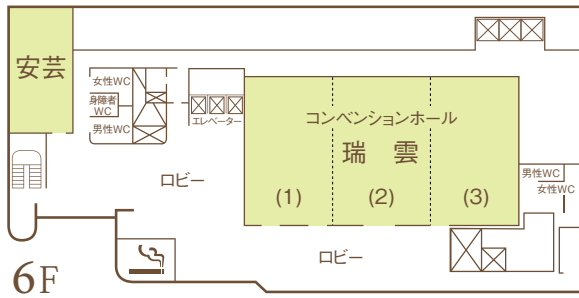 安芸
女性WC
身障者
WC
男性WC
エレベーター
コンベンションホール
瑞雲
(1)
(2)
(3)
ロビー
男性WC
女性WC
ロビー
6F